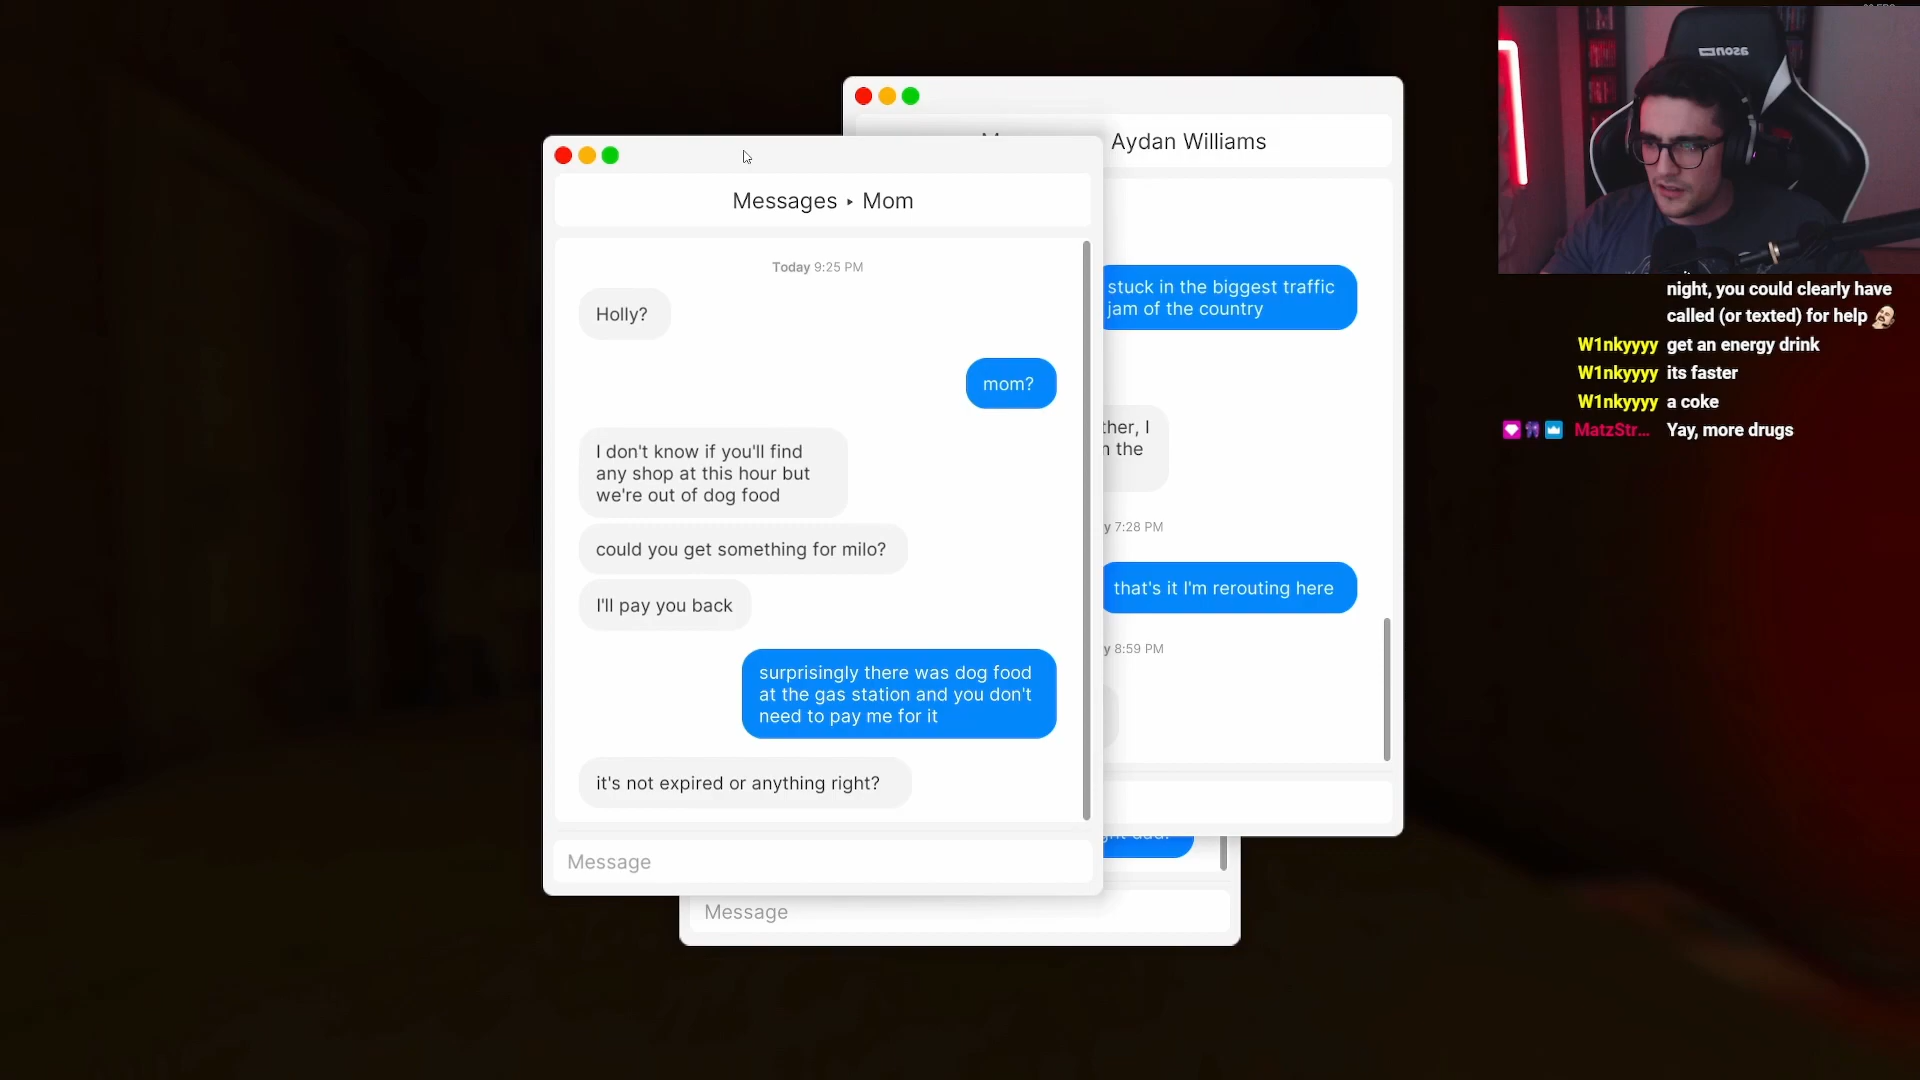 Aydan Williams
Messages ▸ Mom
Today 9:25 PM
Holly?
mom?
I don't know if you'll find
any shop at this hour but
we're out of dog food
could you get something for milo?
I'll pay you back
surprisingly there was dog food
at the gas station and you don't
need to pay me for it
it's not expired or anything right?
Message
stuck in the biggest traffic
jam of the country
ther, I
the
7:28 PM
that's it I'm rerouting here
8:59 PM
Message
night, you could clearly have
called (or texted) for help
W1nkyyyy get an energy drink
W1nkyyyy its faster
W1nkyyyy a coke
MatzStr... Yay, more drugs